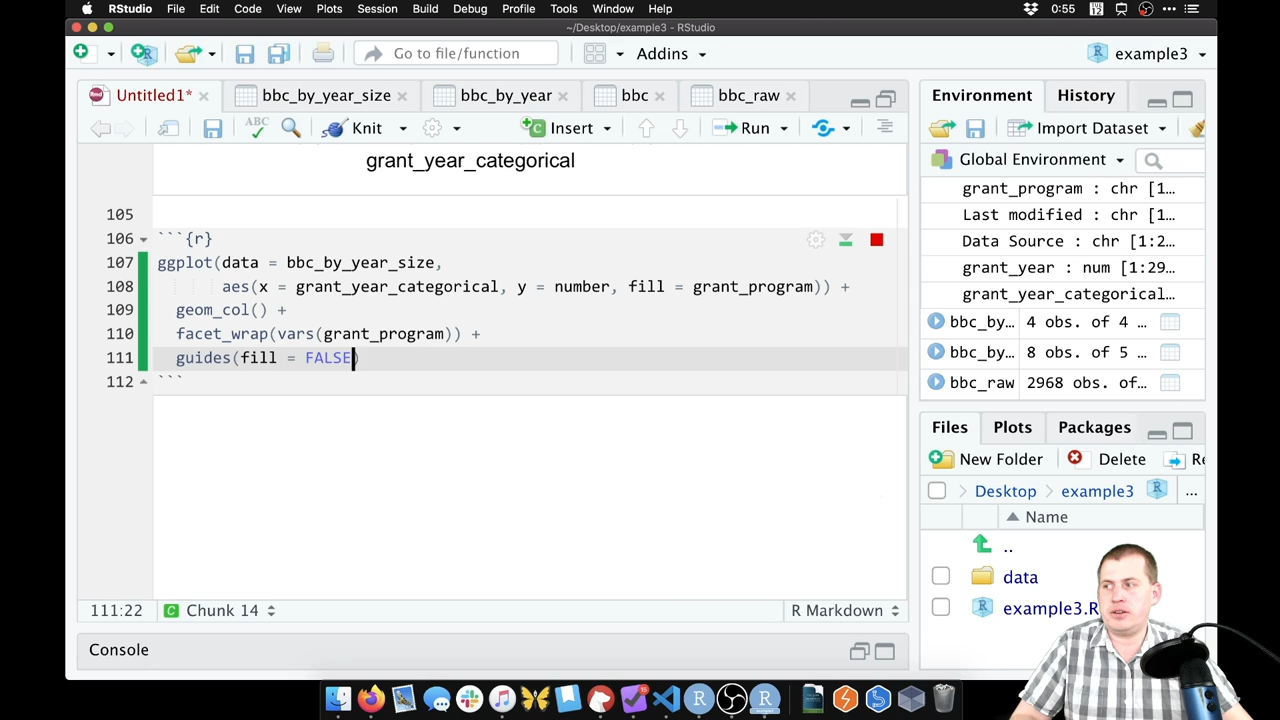 RStudio File Edit Code View Plots Session Build Debug Profile Tools Window Help 0:55 TUE 12
~/Desktop/example3 - RStudio
Go to file/function Addins example3
Untitled1* bbc_by_year_size bbc_by_year bbc bbc_raw
ABC Knit Insert Run
grant_year_categorical
105
106 ```{r}
107 ggplot(data = bbc_by_year_size,
108 aes(x = grant_year_categorical, y = number, fill = grant_program)) +
109 geom_col() +
110 facet_wrap(vars(grant_program)) +
111 guides(fill = FALSE)
112 ```
111:22 Chunk 14 R Markdown
Console
Environment History
Import Dataset
Global Environment
grant_program : chr [1…
Last modified : chr [1…
Data Source : chr [1:2…
grant_year : num [1:29…
grant_year_categorical…
bbc_by… 4 obs. of 4 …
bbc_by… 8 obs. of 5 …
bbc_raw 2968 obs. of…
Files Plots Packages
New Folder Delete Re
Desktop > example3 ...
Name
..
data
example3.R